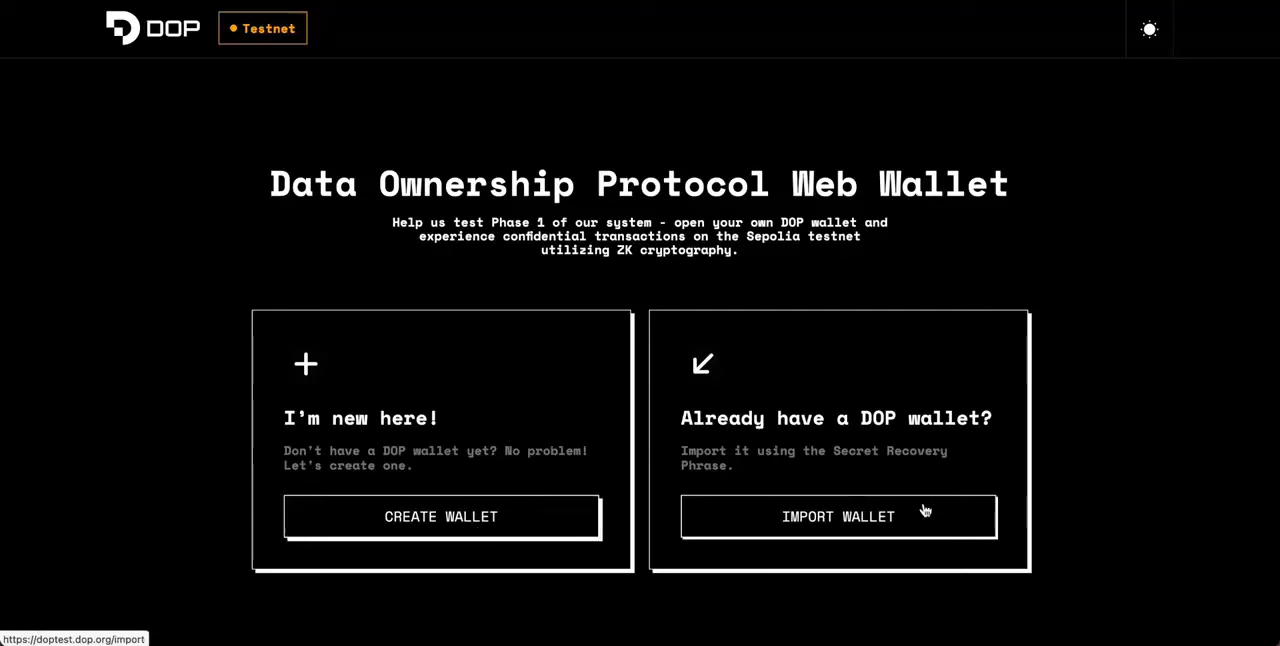 DOP
Testnet
Data Ownership Protocol Web Wallet
Help us test Phase 1 of our system - open your own DOP wallet and
experience confidential transactions on the Sepolia testnet
utilizing ZK cryptography.
I'm new here!
Don't have a DOP wallet yet? No problem!
Let's create one.
CREATE WALLET
Already have a DOP wallet?
Import it using the Secret Recovery
Phrase.
IMPORT WALLET
https://doptest.dop.org/import